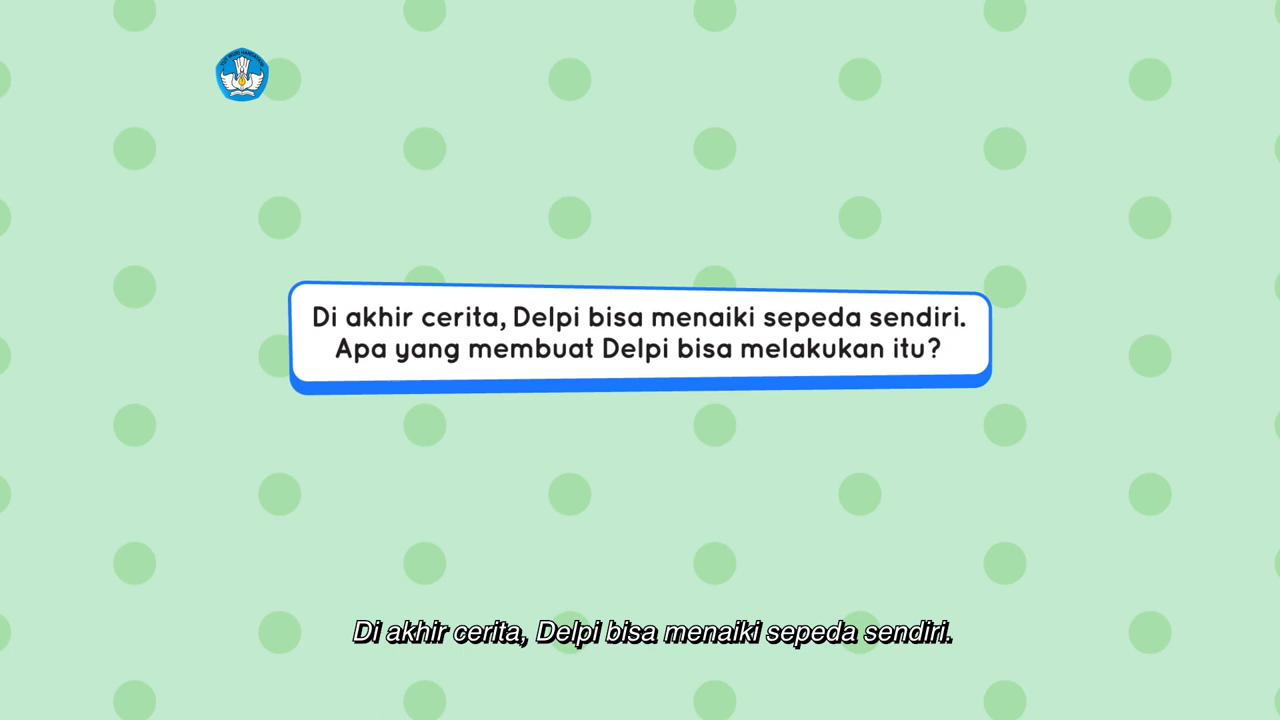 Di akhir cerita, Delpi bisa menaiki sepeda sendiri.
Apa yang membuat Delpi bisa melakukan itu?
Di akhir cerita, Delpi bisa menaiki sepeda sendiri.